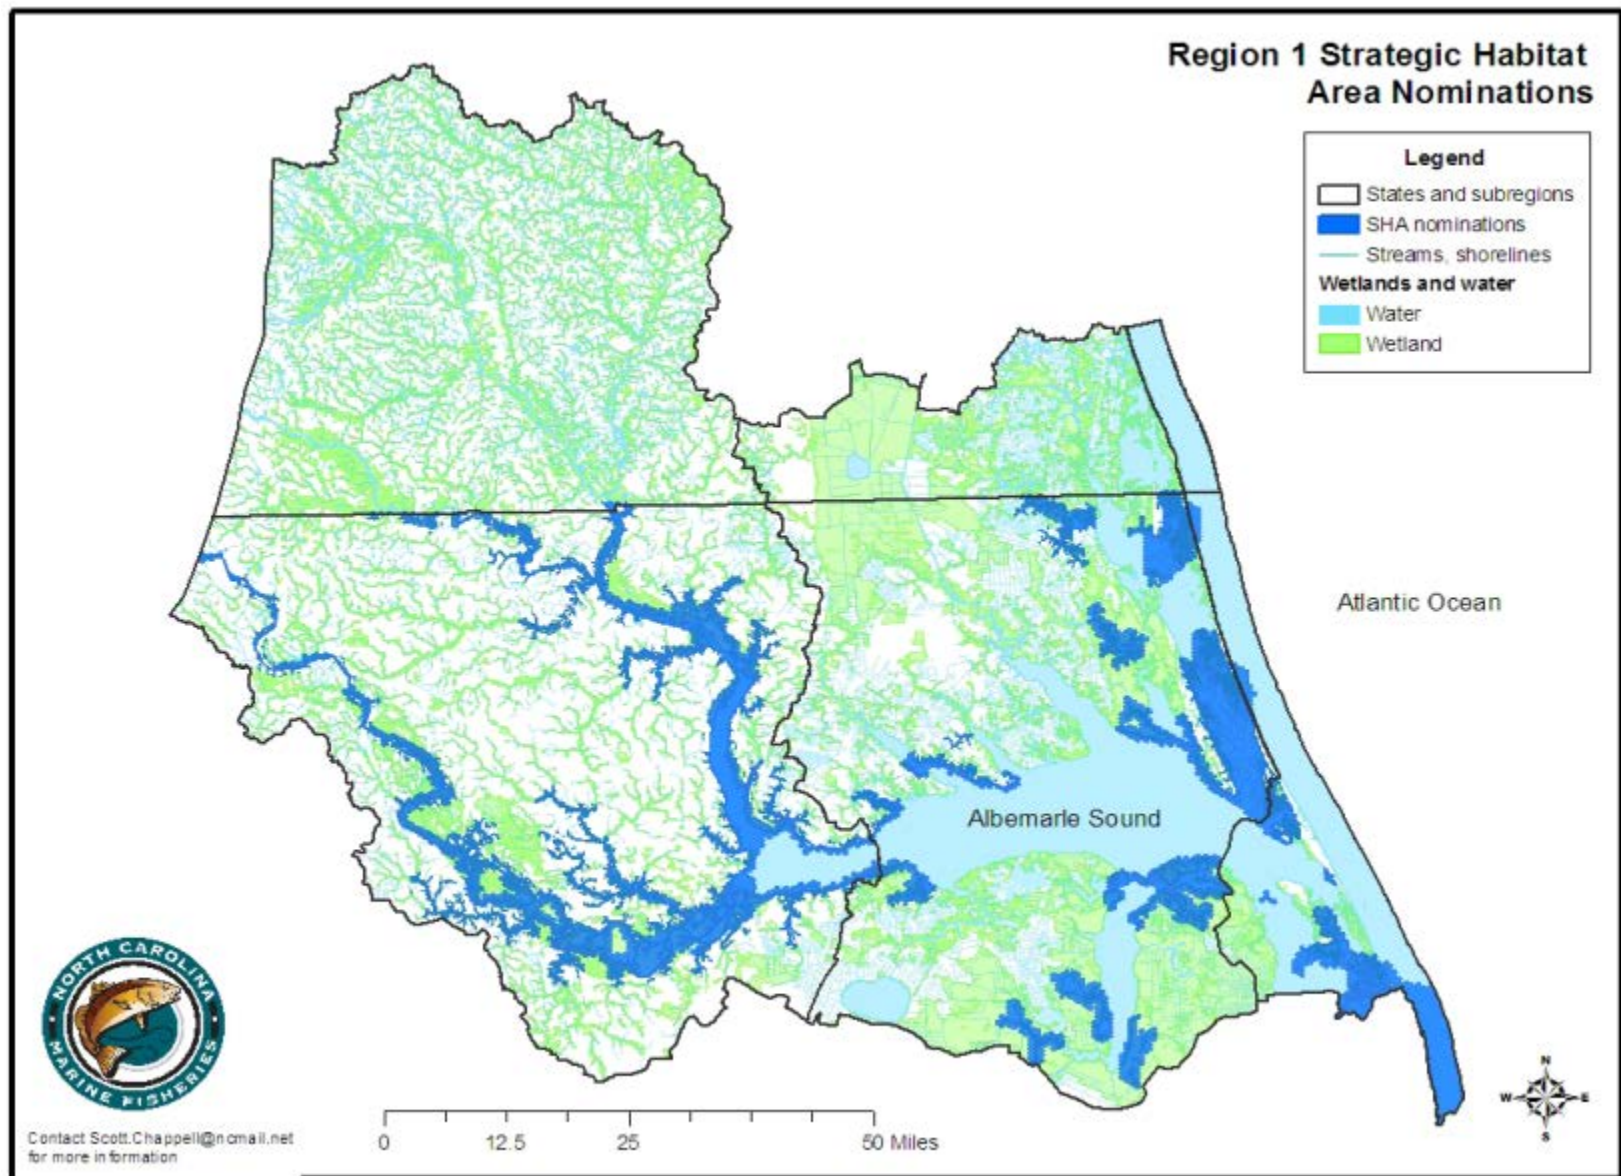 Region 1 Strategic Habitat
Area Nominations
Legend
States and subregions
SHA nominations
Streams, shorelines
Wetlands and water
Water
Wetland
Atlantic Ocean
Albemarle Sound
NORTH CAROLINA
MARINE FISHERIES
Contact Scott.Chappell@ncmail.net
for more information
0 12.5 25 50 Miles
N
W E
S